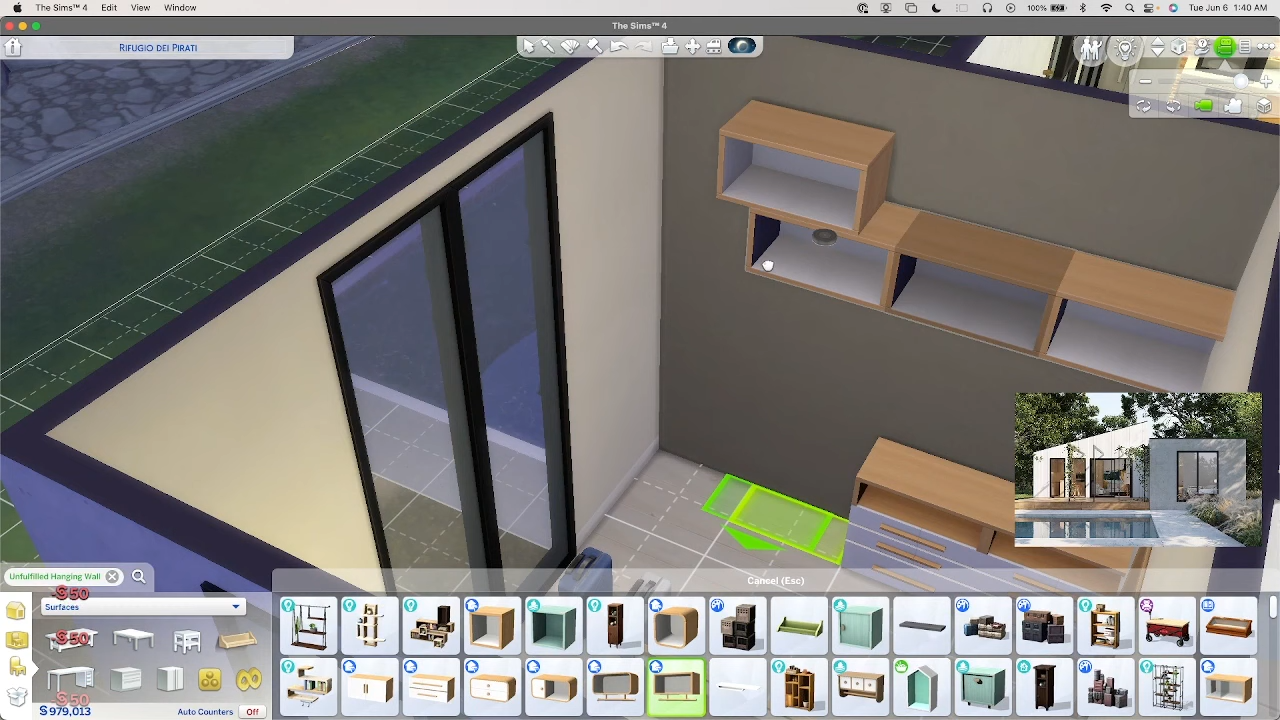 The Sims™ 4 Edit View Window
100% Tue Jun 6 1:40 AM
The Sims™ 4
Rifugio dei Pirati
Cancel (Esc)
Unfulfilled Hanging Wall
-$50
Surfaces
-$50
-$50
$979,013
Auto Counters Off